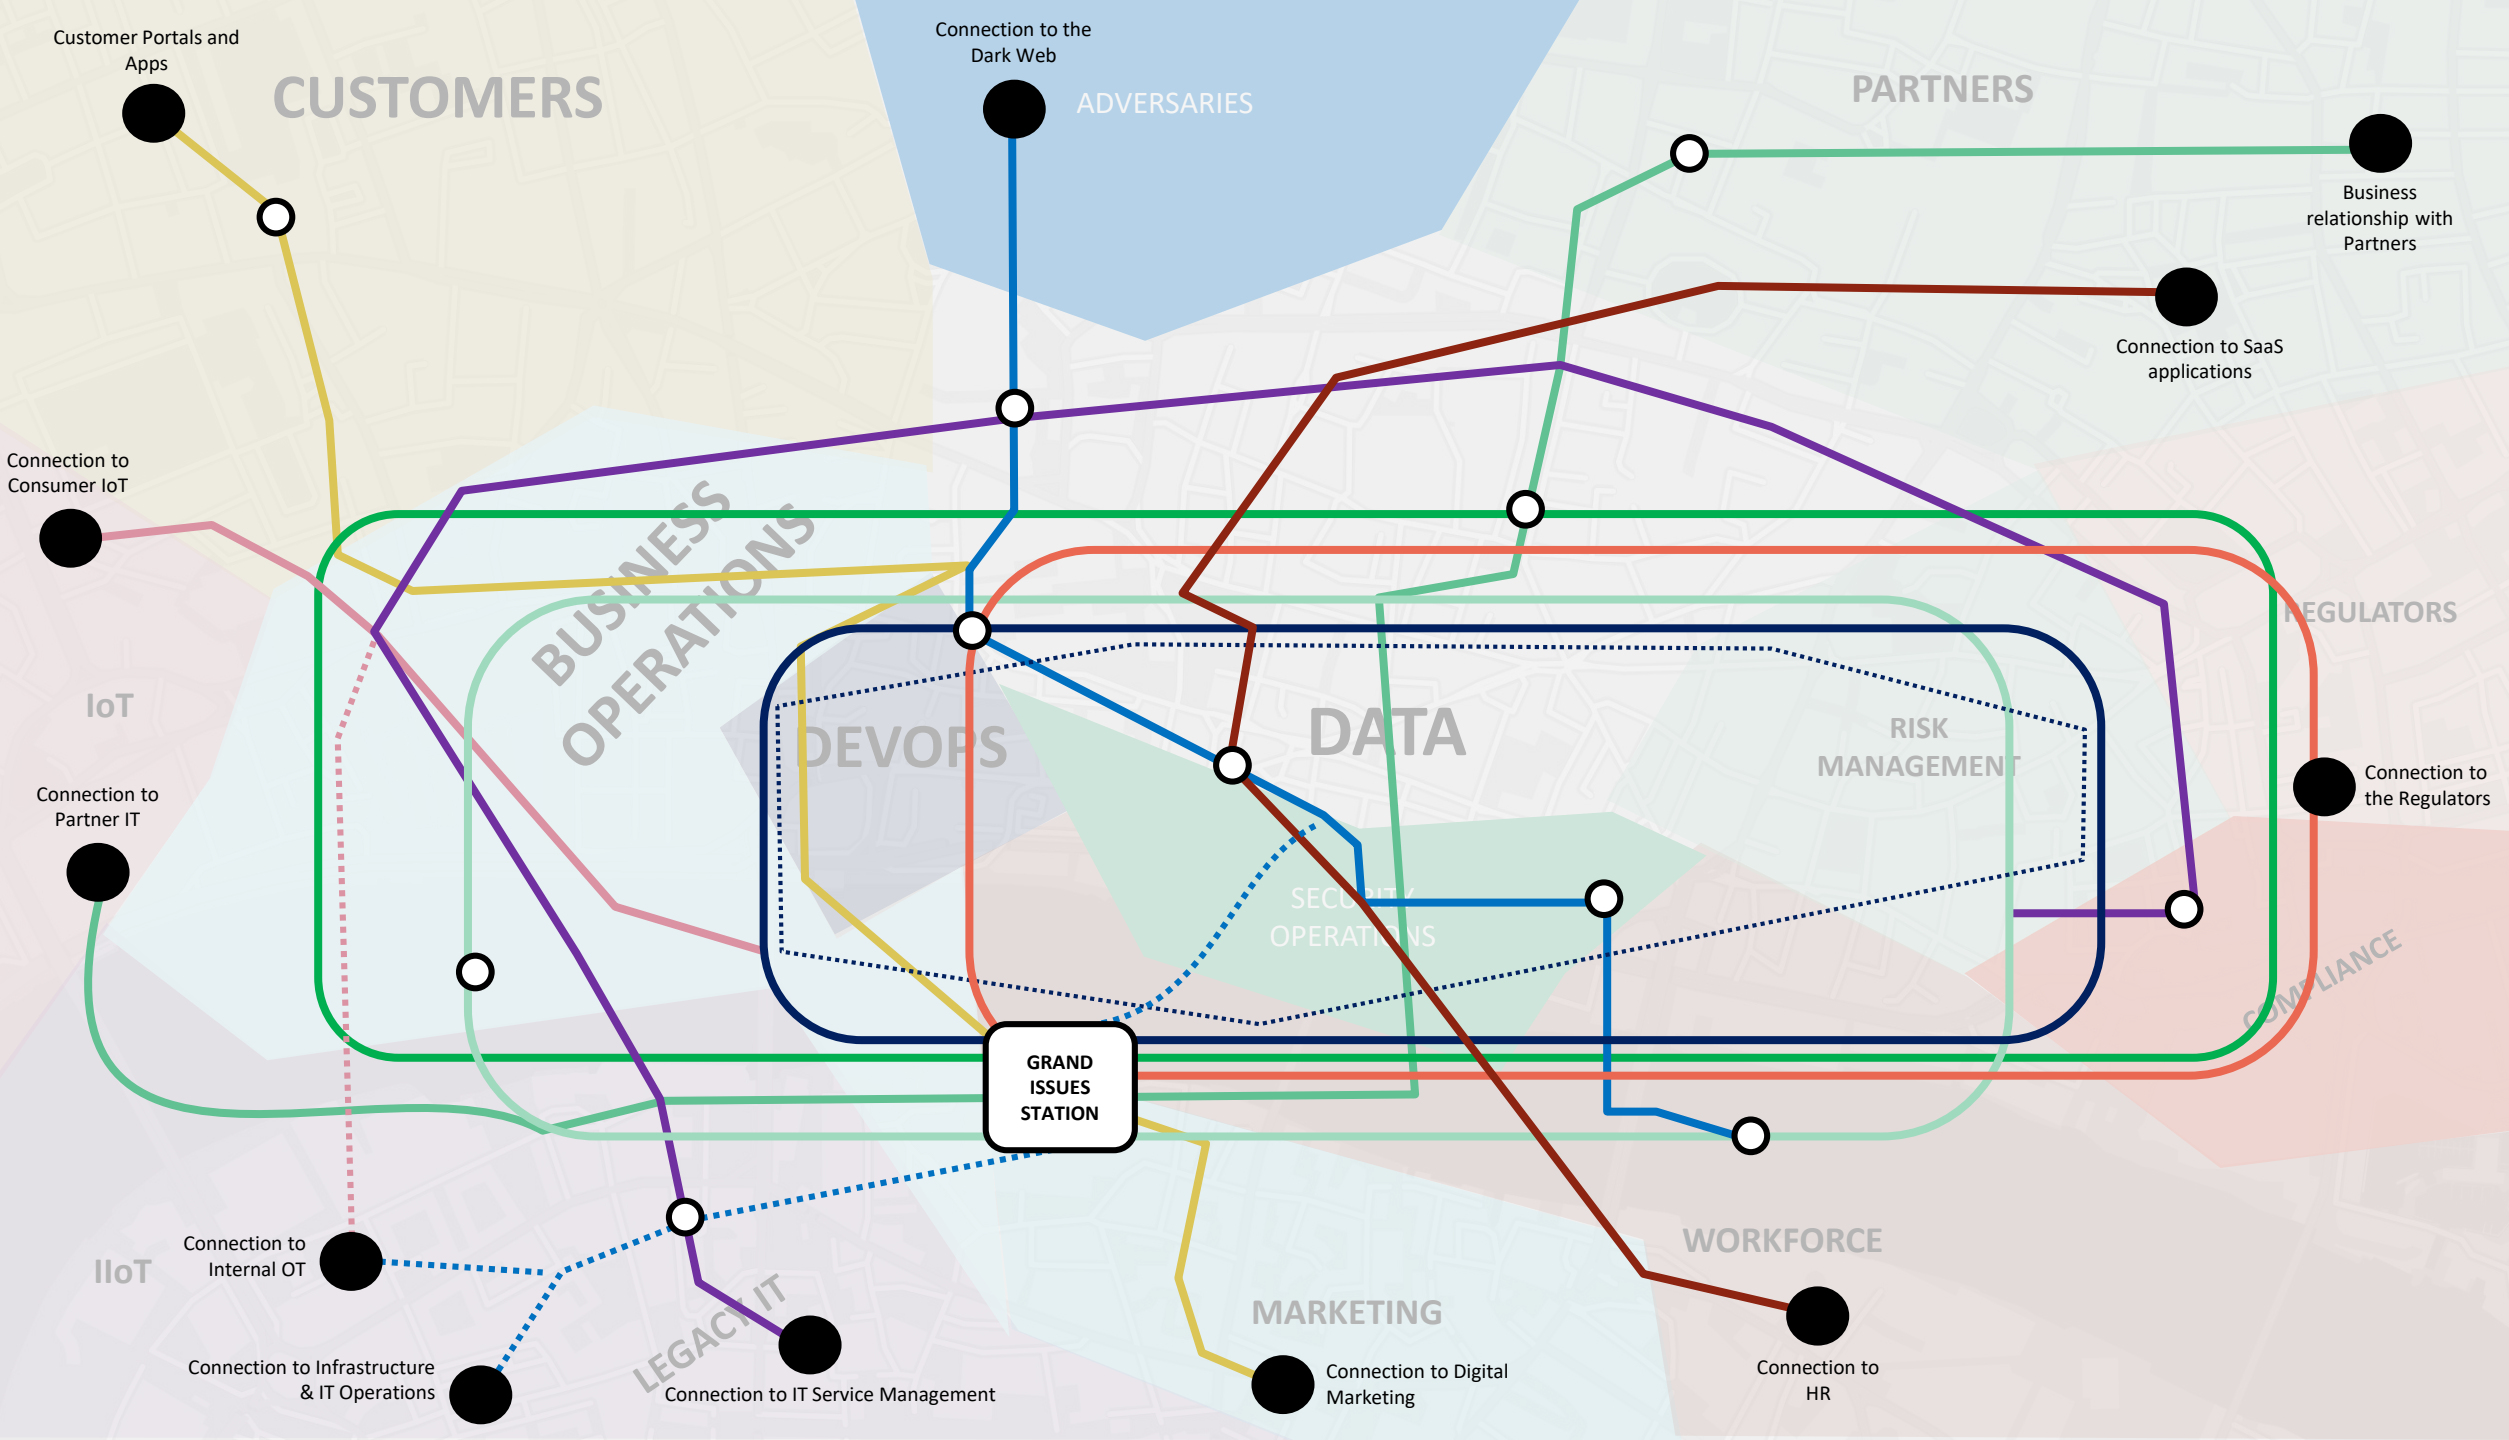 Customer Portals and
Apps
CUSTOMERS
Connection to the
Dark Web
ADVERSARIES
PARTNERS
Business
relationship with
Partners
Connection to SaaS
applications
Connection to
Consumer IoT
BUSINESS
OPERATIONS
REGULATORS
IoT
DEVOPS
DATA
RISK
MANAGEMENT
Connection to
the Regulators
Connection to
Partner IT
SECURITY
OPERATIONS
COMPLIANCE
GRAND
ISSUES
STATION
WORKFORCE
Connection to
Internal OT
IIoT
LEGACY IT
MARKETING
Connection to Infrastructure
& IT Operations
Connection to IT Service Management
Connection to Digital
Marketing
Connection to
HR